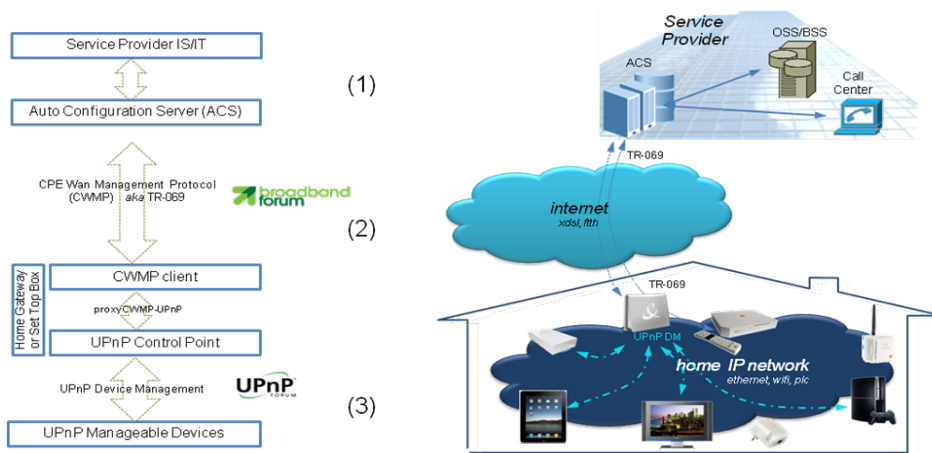 Service Provider IS/IT
Auto Configuration Server (ACS)
CPE Wan Management Protocol
(CWMP) aka TR-069
broadband
forum
CWMP client
Home Gateway
or Set Top Box
proxyCWMP-UPnP
UPnP Control Point
UPnP Device Management
UPnP
FORUM
UPnP Manageable Devices
(1)
(2)
(3)
Service
Provider
OSS/BSS
ACS
Call
Center
TR-069
internet
xdsl, ftth
TR-069
UPnP DM
home IP network
ethernet, wifi, plc